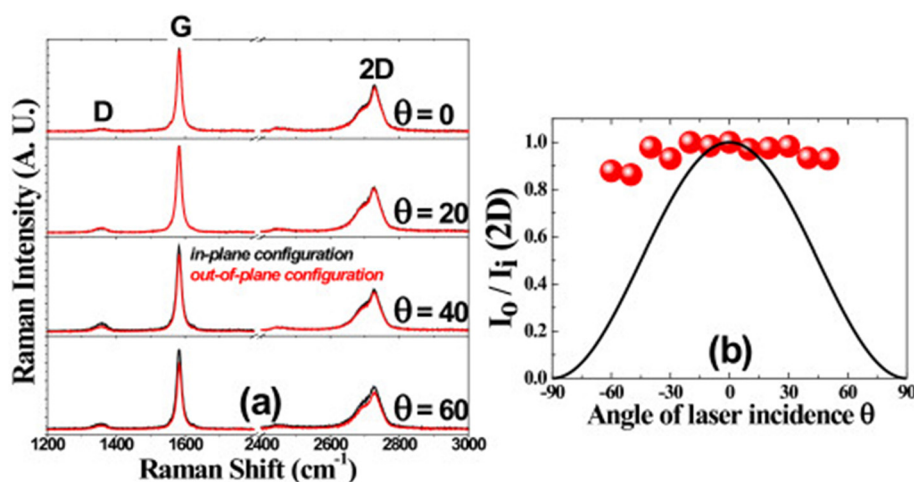 G
D
2D
θ = 0
θ = 20
in-plane configuration
out-of-plane configuration
θ = 40
(a)
θ = 60
1200 1400 1600 2400 2600 2800 3000
Raman Shift (cm⁻¹)
Raman Intensity (A. U.)
1.0
0.8
0.6
0.4
0.2
0.0
(b)
-90 -60 -30 0 30 60 90
Angle of laser incidence θ
Iₒ / Iᵢ (2D)